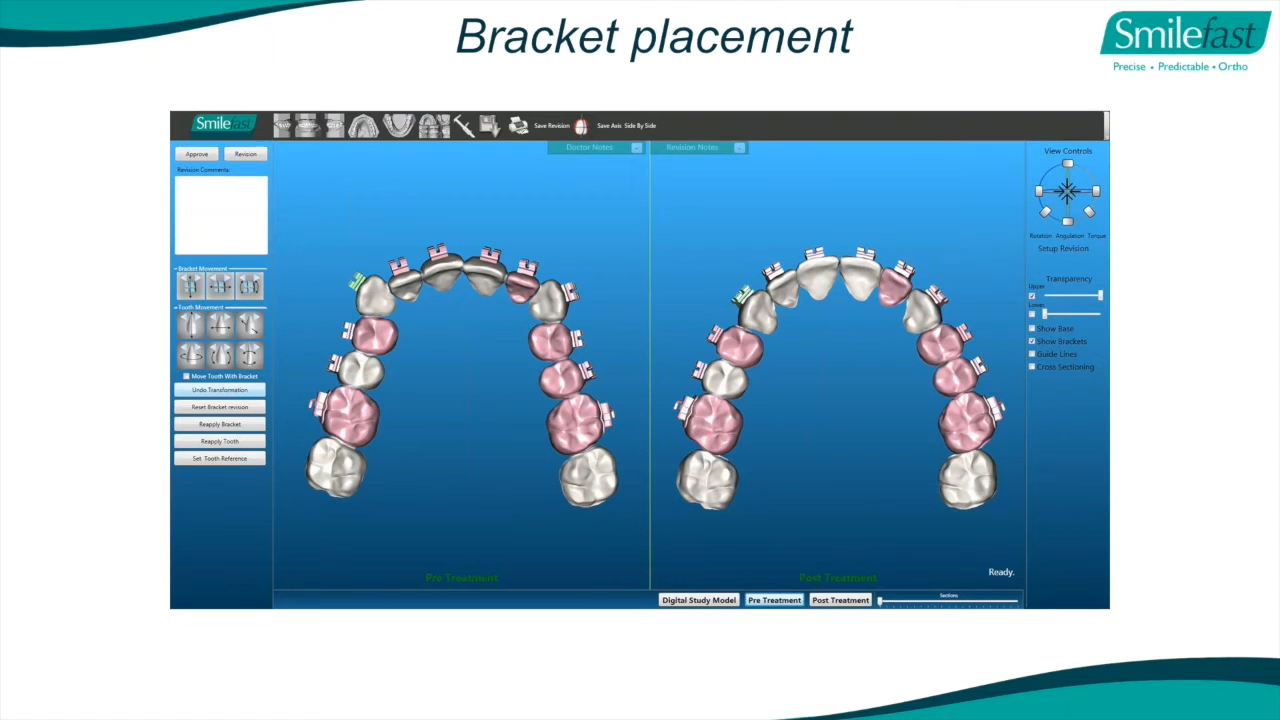 Bracket placement
Smilefast
Precise • Predictable • Ortho
Smilefast
Save Revision
Save Axis Side By Side
Approve
Revision
Doctor Notes
Revision Notes
View Controls
Revision Comments:
Rotation Angulation Torque
Setup Revision
Bracket Movement
Transparency
Upper
Lower
Tooth Movement
Show Base
Show Brackets
Guide Lines
Cross Sectioning
Move Tooth With Bracket
Undo Transformation
Reset Bracket revision
Reapply Bracket
Reapply Tooth
Set Tooth Reference
Pre Treatment
Post Treatment
Ready.
Digital Study Model
Pre Treatment
Post Treatment
Sections